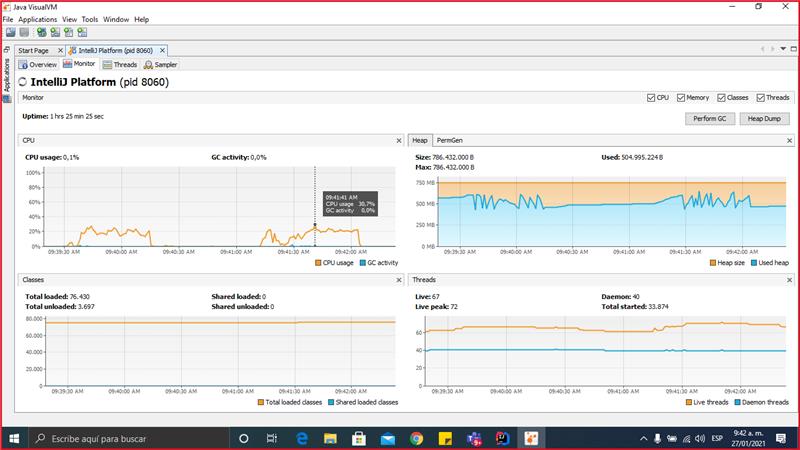 Java VisualVM
File Applications View Tools Window Help
Start Page IntelliJ Platform (pid 8060)
Applications
Overview Monitor Threads Sampler
IntelliJ Platform (pid 8060)
Monitor CPU Memory Classes Threads
Uptime: 1 hrs 25 min 25 sec
Perform GC Heap Dump
CPU
CPU usage: 0,1% GC activity: 0,0%
100%
80%
60%
40%
20%
0%
09:41:41 AM
CPU usage 30,7%
GC activity 0,0%
09:39:30 AM 09:40:00 AM 09:40:30 AM 09:41:00 AM 09:41:30 AM 09:42:00 AM
CPU usage GC activity
Heap PermGen
Size: 786.432.000 B Used: 504.995.224 B
Max: 786.432.000 B
750 MB
500 MB
250 MB
0 MB
09:39:30 AM 09:40:00 AM 09:40:30 AM 09:41:00 AM 09:41:30 AM 09:42:00 AM
Heap size Used heap
Classes
Total loaded: 76.430 Shared loaded: 0
Total unloaded: 3.697 Shared unloaded: 0
80.000
60.000
40.000
20.000
0
09:39:30 AM 09:40:00 AM 09:40:30 AM 09:41:00 AM 09:41:30 AM 09:42:00 AM
Total loaded classes Shared loaded classes
Threads
Live: 67 Daemon: 40
Live peak: 72 Total started: 33.874
60
40
20
0
09:39:30 AM 09:40:00 AM 09:40:30 AM 09:41:00 AM 09:41:30 AM 09:42:00 AM
Live threads Daemon threads
Escribe aquí para buscar
ESP
9:42 a. m.
27/01/2021